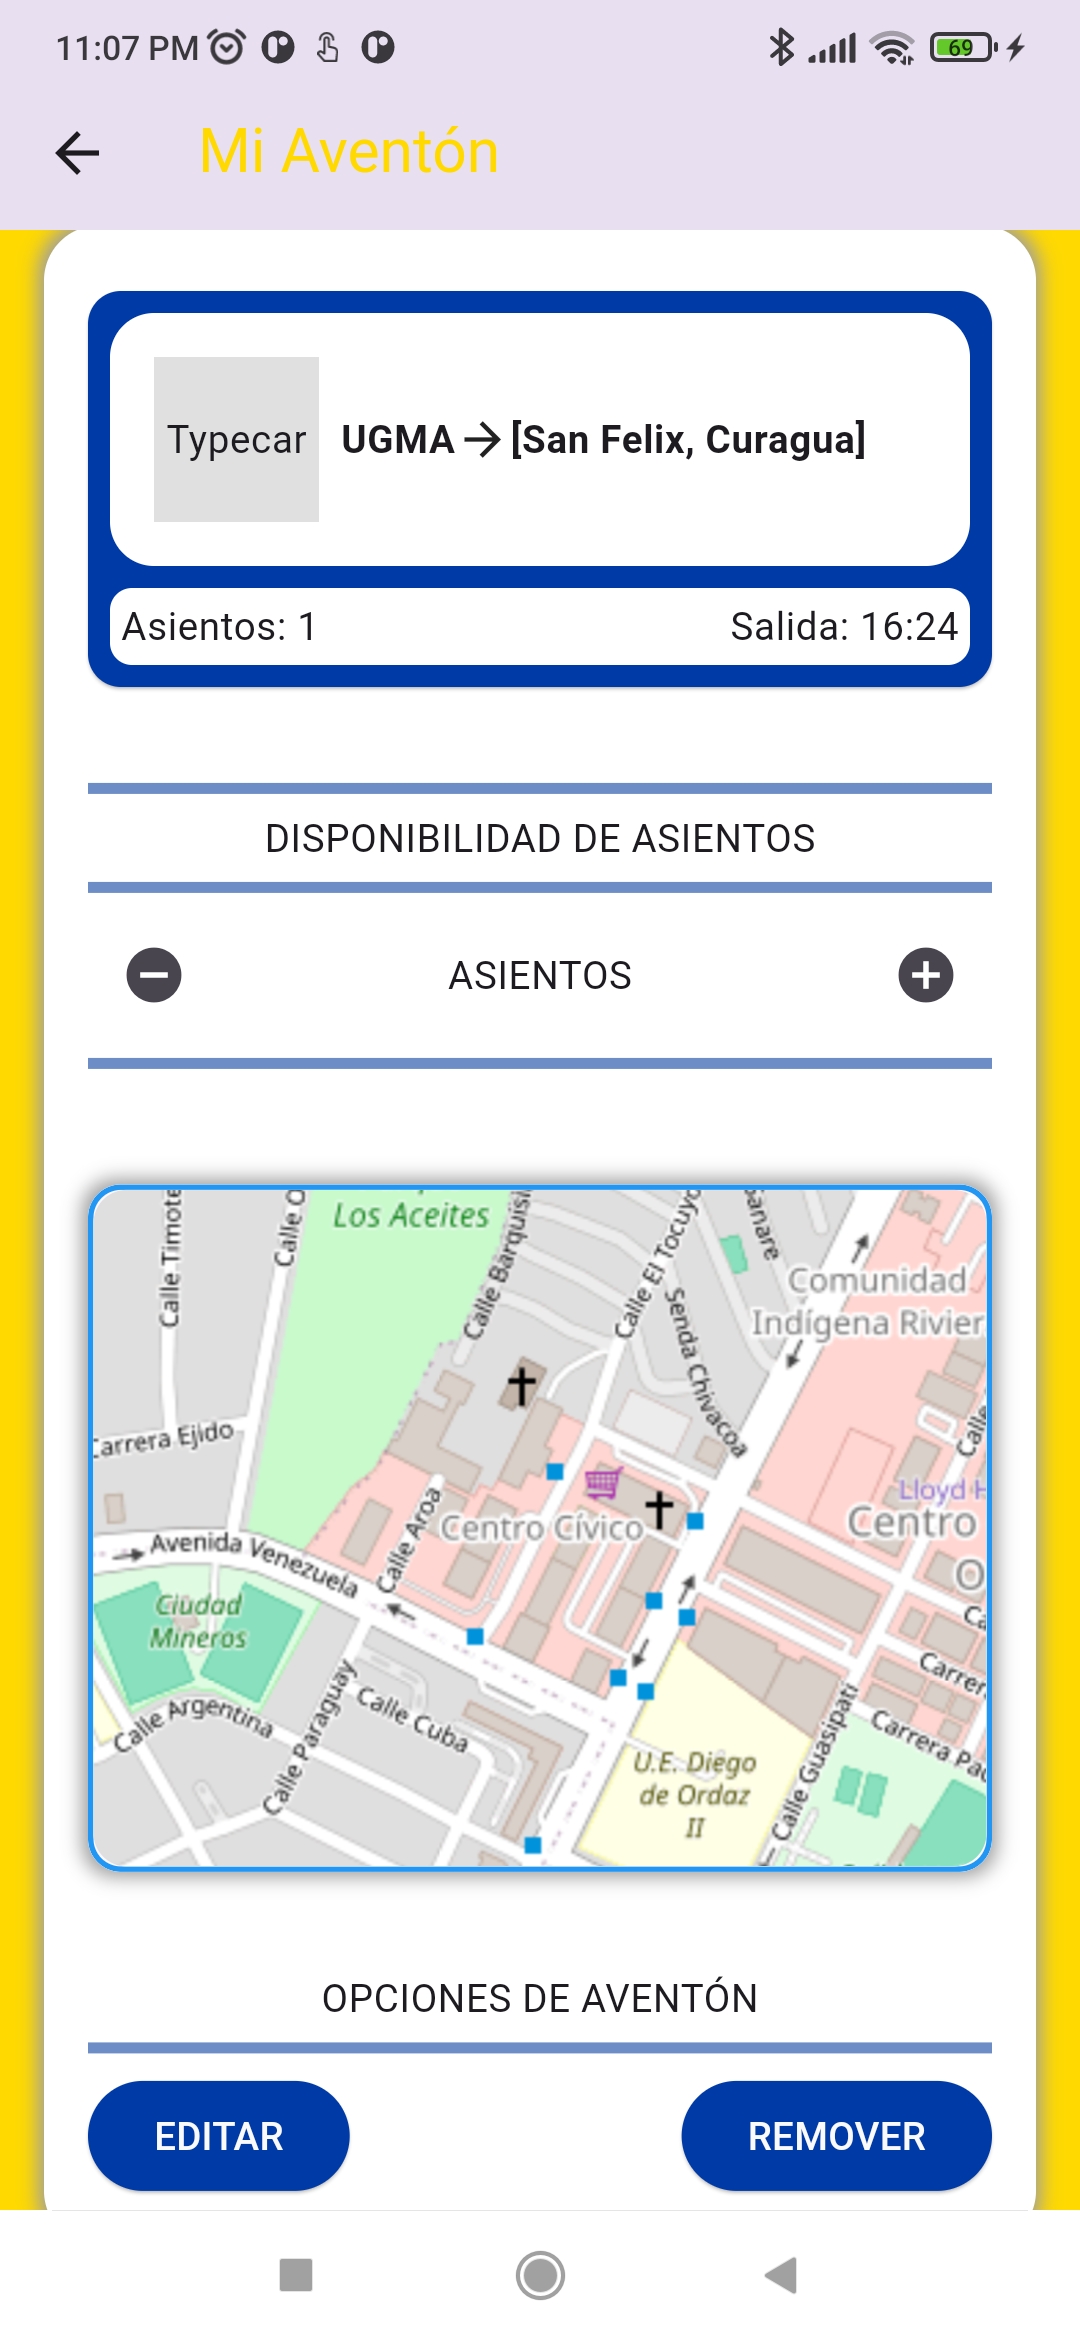 11:07 PM
69
Mi Aventón
Typecar
UGMA → [San Felix, Curagua]
Asientos: 1
Salida: 16:24
DISPONIBILIDAD DE ASIENTOS
ASIENTOS
Los Aceites
Calle Timote
Calle O
Calle Barquisi
Calle El Tocuyo
Senda Chivacoa
Comunidad
Indígena Rivier
Carrera Ejido
Calle
Lloyd H
Centro
O
Centro Cívico
Calle Aroa
Avenida Venezuela
Ciudad
Mineros
Calle Argentina
Calle Paraguay
Calle Cuba
Ca
Carrer
Carrera Pa
U.E. Diego
de Ordaz
II
Calle Guasipati
OPCIONES DE AVENTÓN
EDITAR
REMOVER